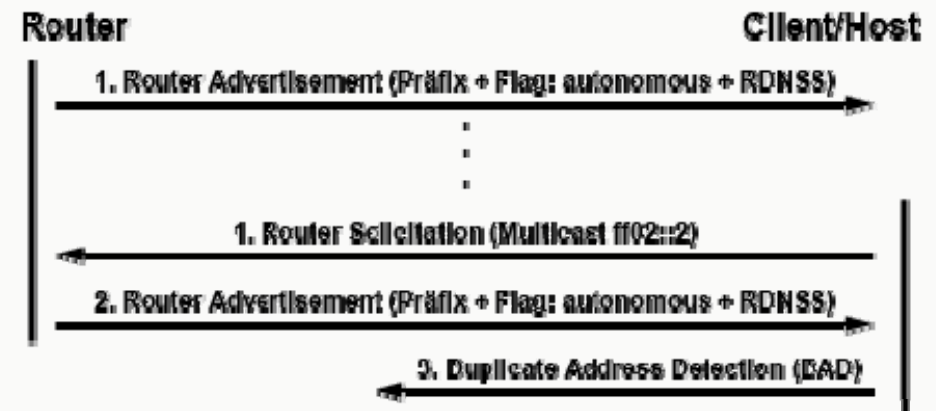 Router
Client/Host
1. Router Advertisement (Präfix + Flag: autonomous + RDNSS)
1. Router Solicitation (Multicast ff02::2)
2. Router Advertisement (Präfix + Flag: autonomous + RDNSS)
3. Duplicate Address Detection (DAD)